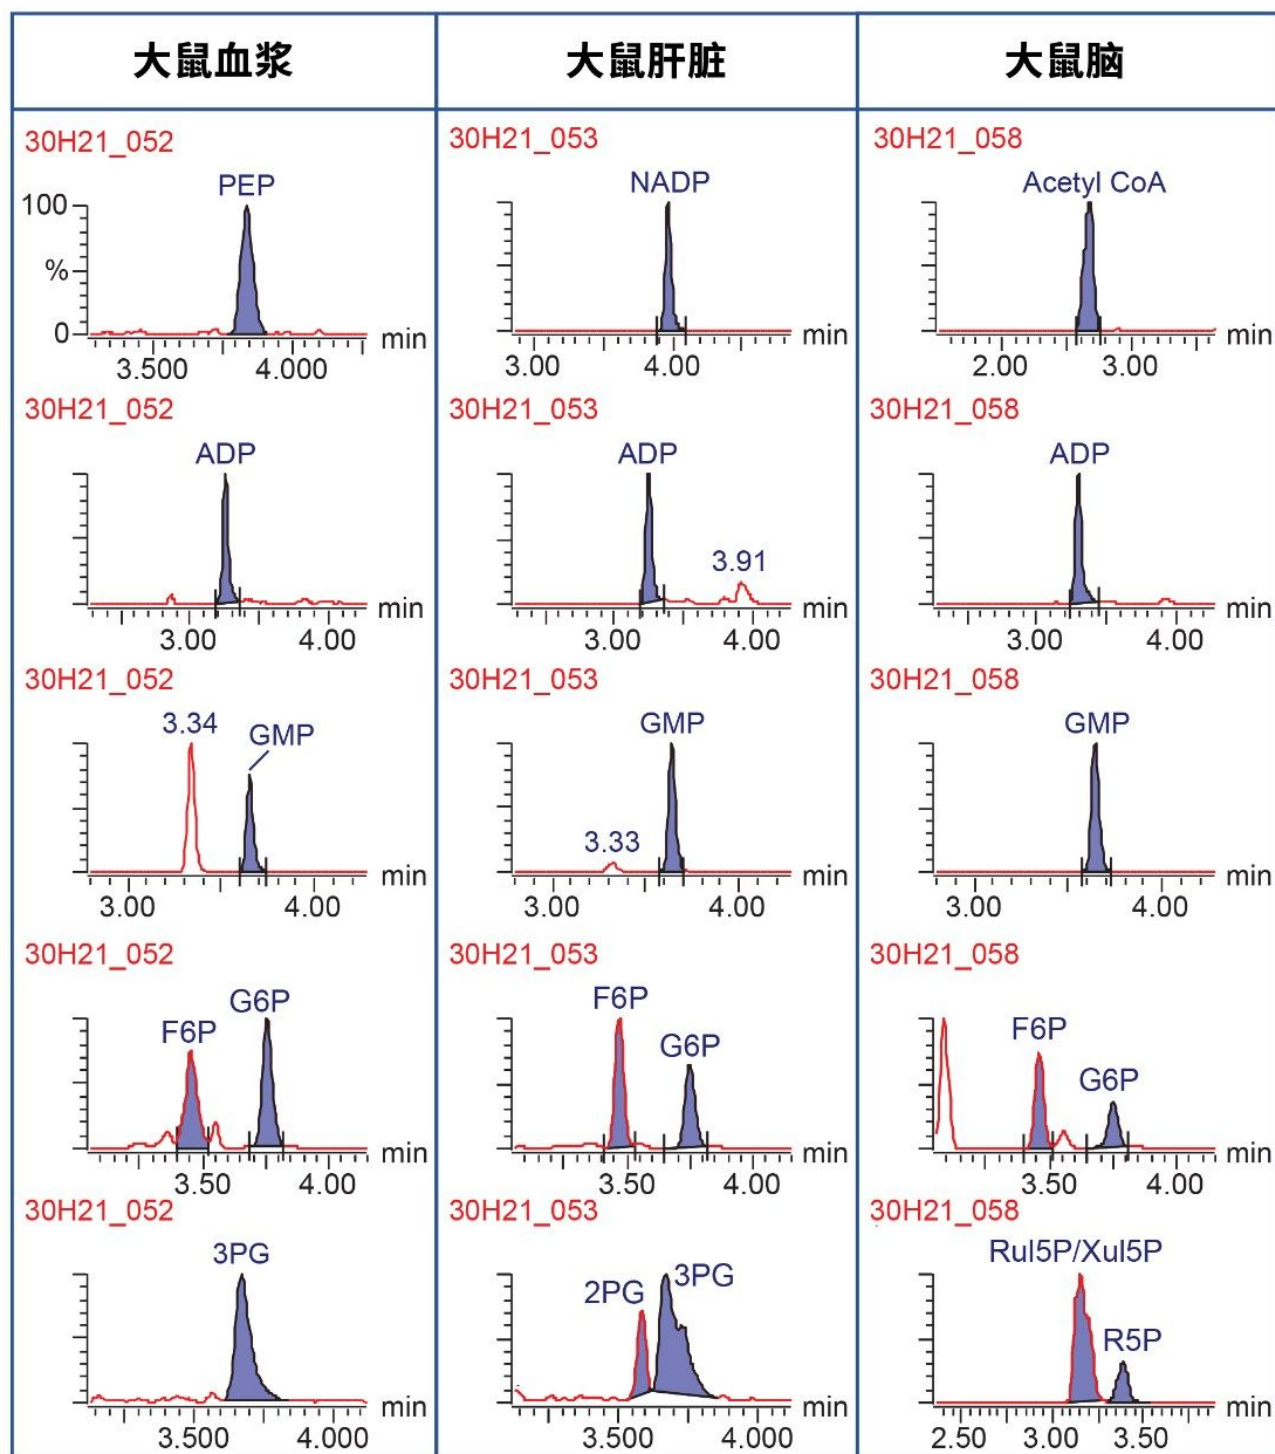 大鼠血浆 大鼠肝脏 大鼠脑
30H21_052 30H21_053 30H21_058
PEP NADP Acetyl CoA
100
%
0 min min min
3.500 4.000 3.00 4.00 2.00 3.00
30H21_052 30H21_053 30H21_058
ADP ADP ADP
3.91
min min min
3.00 4.00 3.00 4.00 3.00 4.00
30H21_052 30H21_053 30H21_058
3.34 GMP GMP GMP
3.33
min min min
3.00 4.00 3.00 4.00 3.00 4.00
30H21_052 30H21_053 30H21_058
F6P G6P F6P G6P F6P G6P
min min min
3.50 4.00 3.50 4.00 3.50 4.00
30H21_052 30H21_053 30H21_058
3PG 2PG 3PG Rul5P/Xul5P
R5P
min min min
3.500 4.000 3.500 4.000 2.50 3.00 3.50